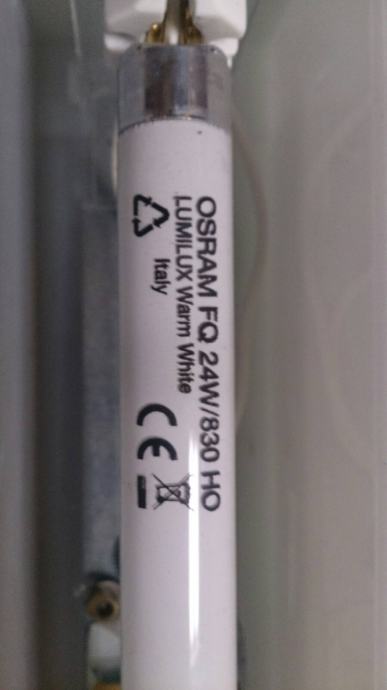 OSRAM FQ 24W/830 HO
LUMILUX Warm White
Italy
CE